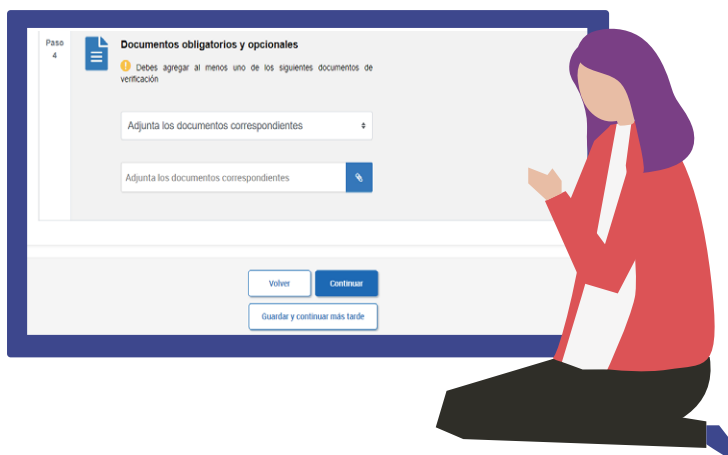 Paso
4
Documentos obligatorios y opcionales
Debes agregar al menos uno de los siguientes documentos de
verificación
Adjunta los documentos correspondientes
Adjunta los documentos correspondientes
Volver
Continuar
Guardar y continuar más tarde